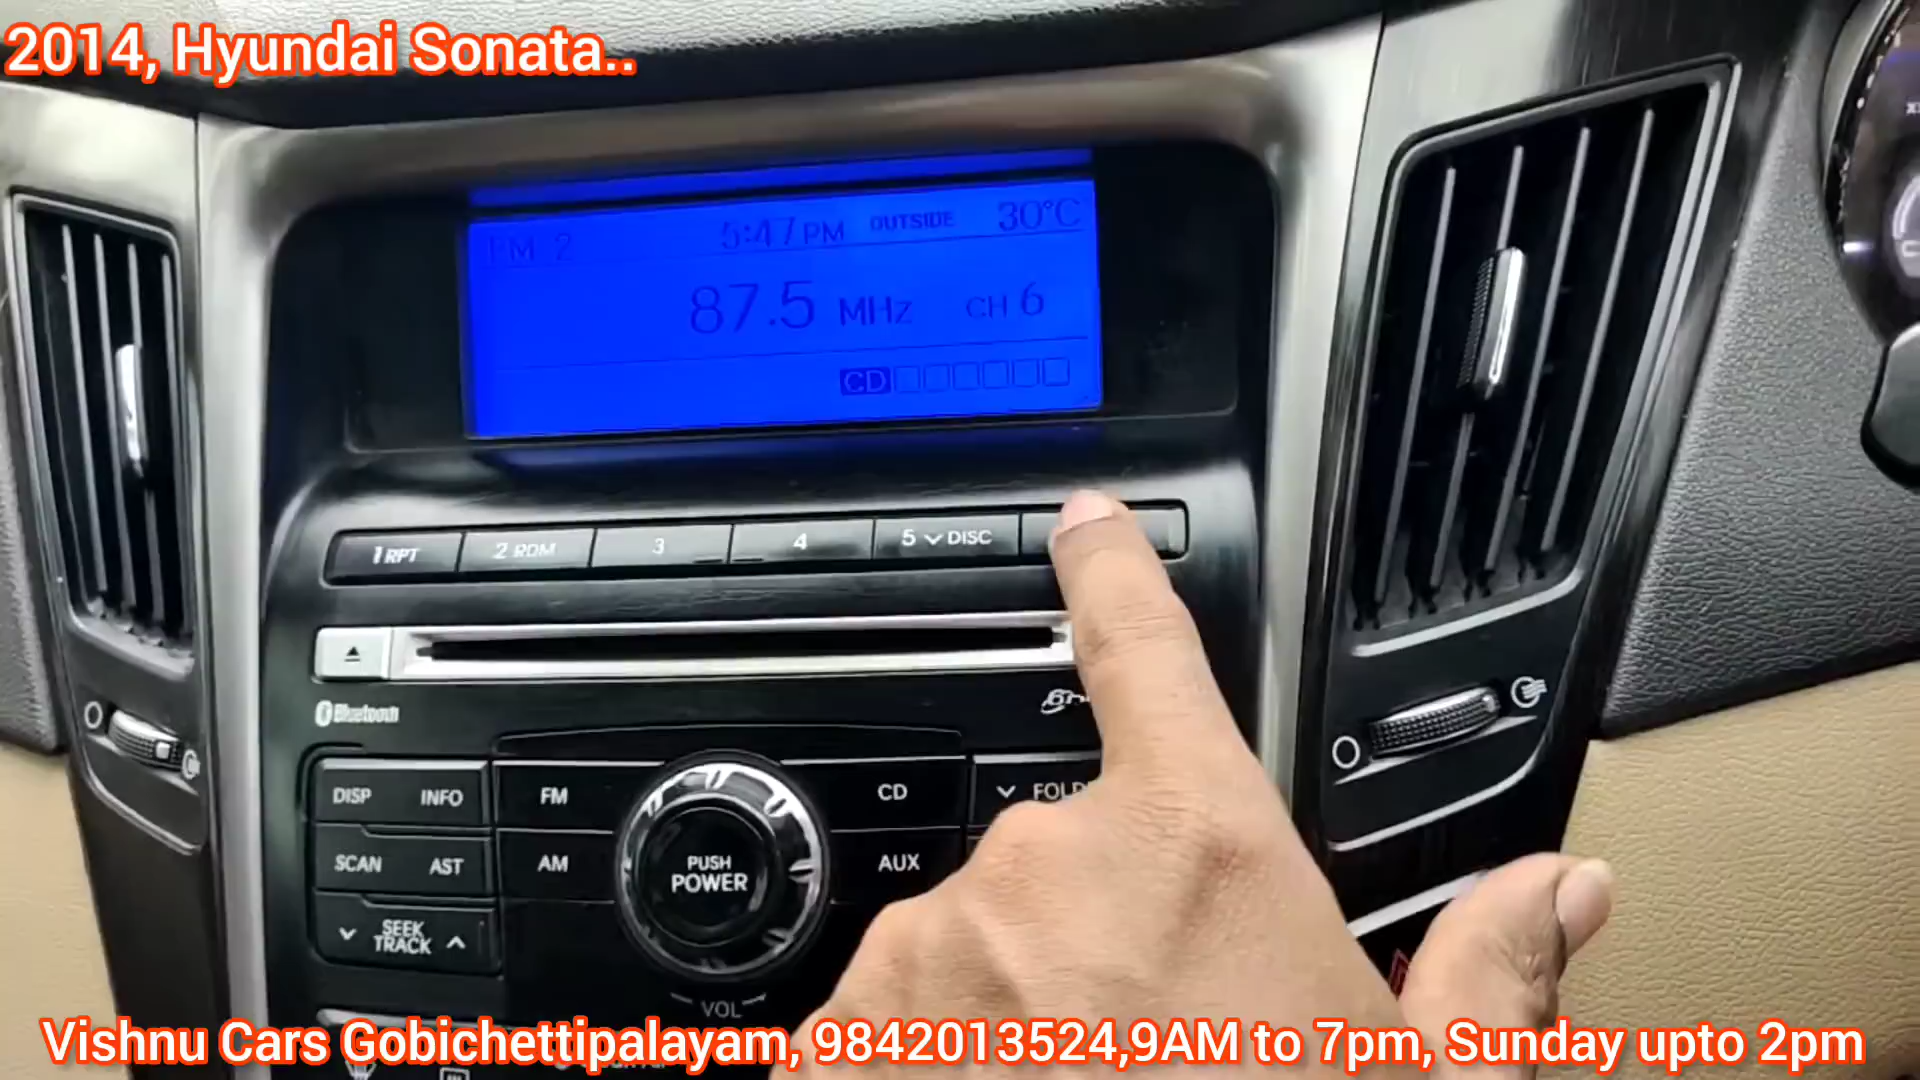 2014, Hyundai Sonata..
FM 2 5:47 PM OUTSIDE 30°C
87.5 MHz CH 6
CD
1 RPT 2 RDM 3 4 5 DISC
Bluetooth
DISP INFO FM CD
SCAN AST AM AUX
PUSH
POWER
SEEK
TRACK
VOL
Vishnu Cars Gobichettipalayam, 9842013524,9AM to 7pm, Sunday upto 2pm